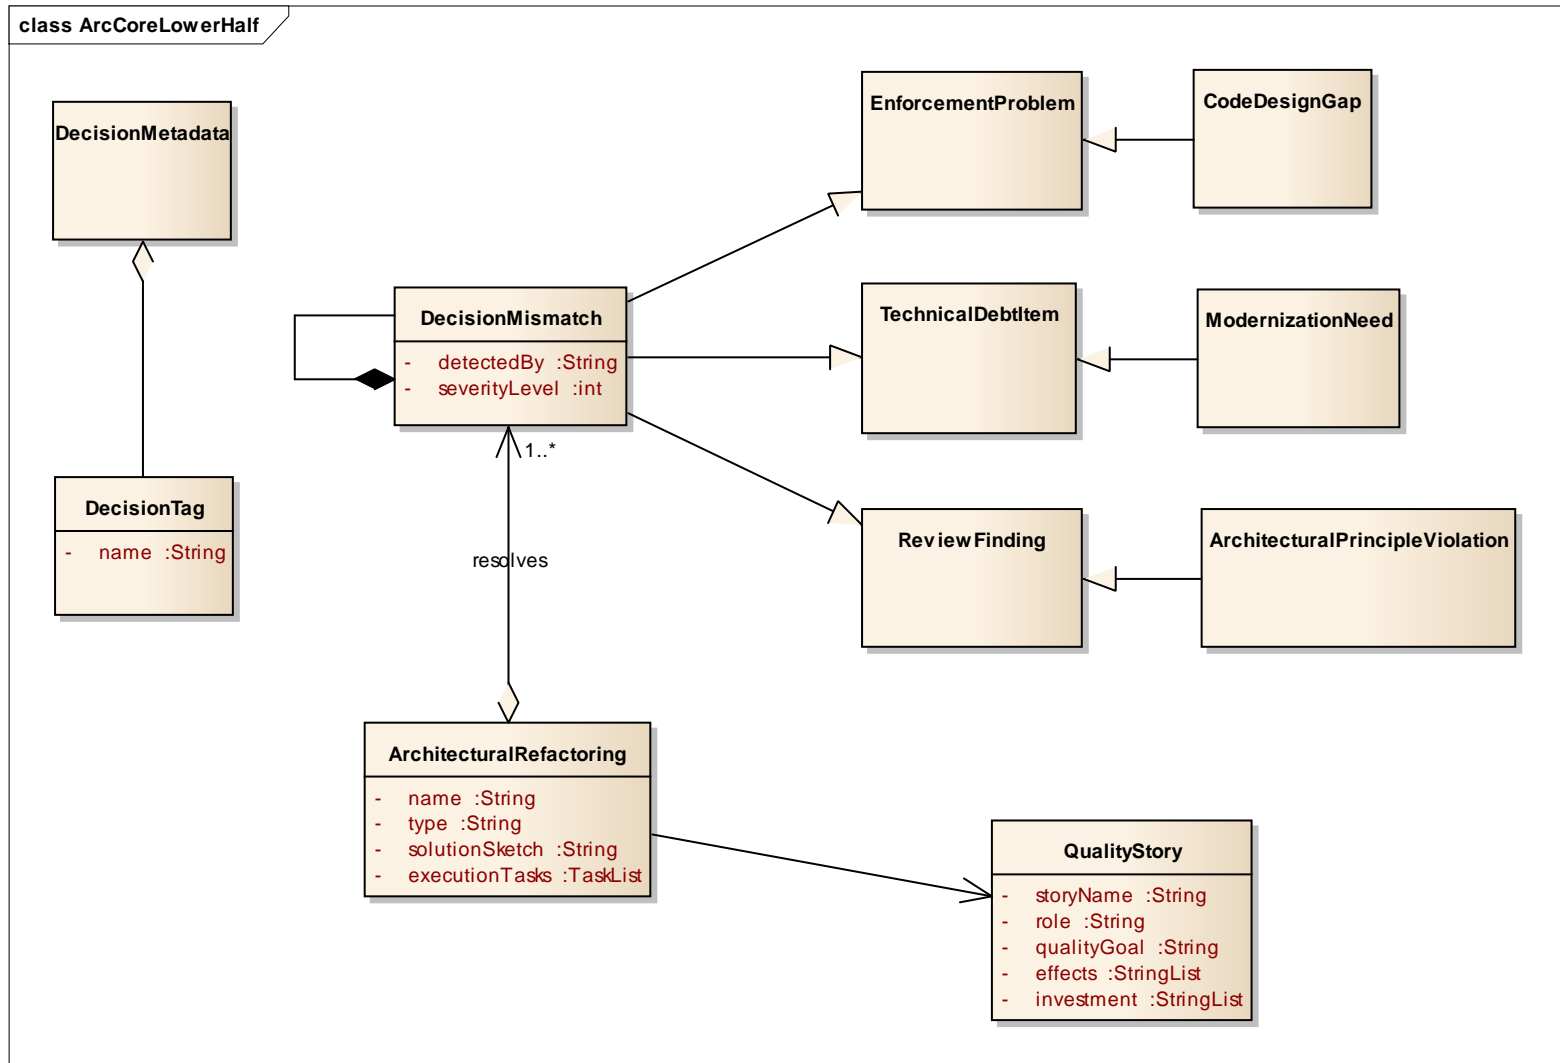 class ArcCoreLowerHalf
DecisionMetadata
EnforcementProblem
CodeDesignGap
DecisionMismatch
- detectedBy :String
- severityLevel :int
TechnicalDebtItem
ModernizationNeed
1..*
DecisionTag
- name :String
resolves
ReviewFinding
ArchitecturalPrincipleViolation
ArchitecturalRefactoring
- name :String
- type :String
- solutionSketch :String
- executionTasks :TaskList
QualityStory
- storyName :String
- role :String
- qualityGoal :String
- effects :StringList
- investment :StringList